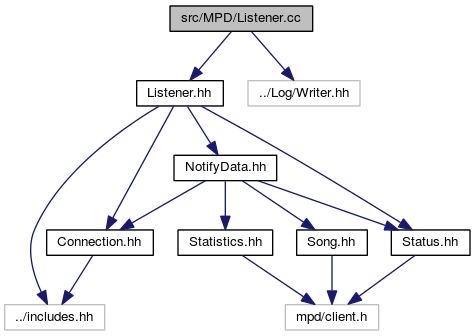 src/MPD/Listener.cc
Listener.hh
../Log/Writer.hh
NotifyData.hh
Connection.hh
Statistics.hh
Song.hh
Status.hh
../includes.hh
mpd/client.h